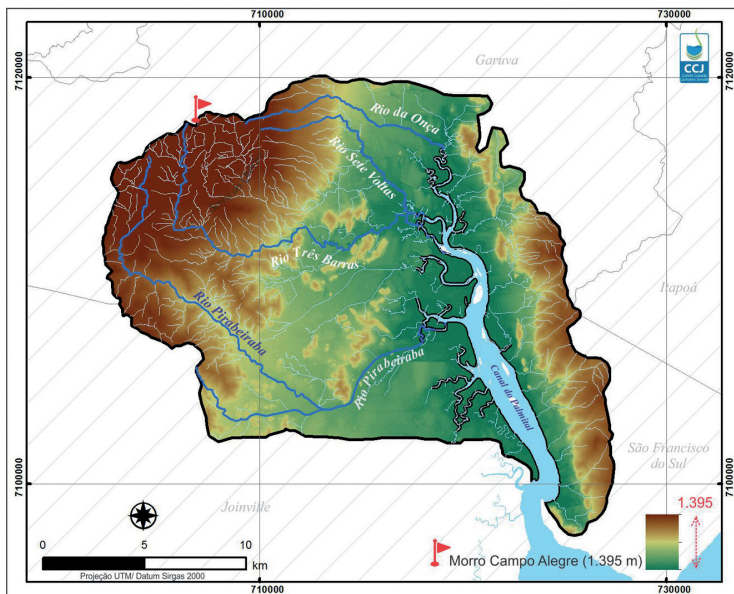 710000
730000
7120000
7120000
Garuva
CCJ
Rio da Onça
Rio Sete Voltas
Rio Três Barras
Itapoá
Rio Pirabeiraba
Rio Pirabeiraba
Canal do Palmital
São Francisco
do Sul
7100000
7100000
Joinville
1.395
0
5
10
km
Projeção UTM/ Datum Sirgas 2000
Morro Campo Alegre (1.395 m)
710000
730000